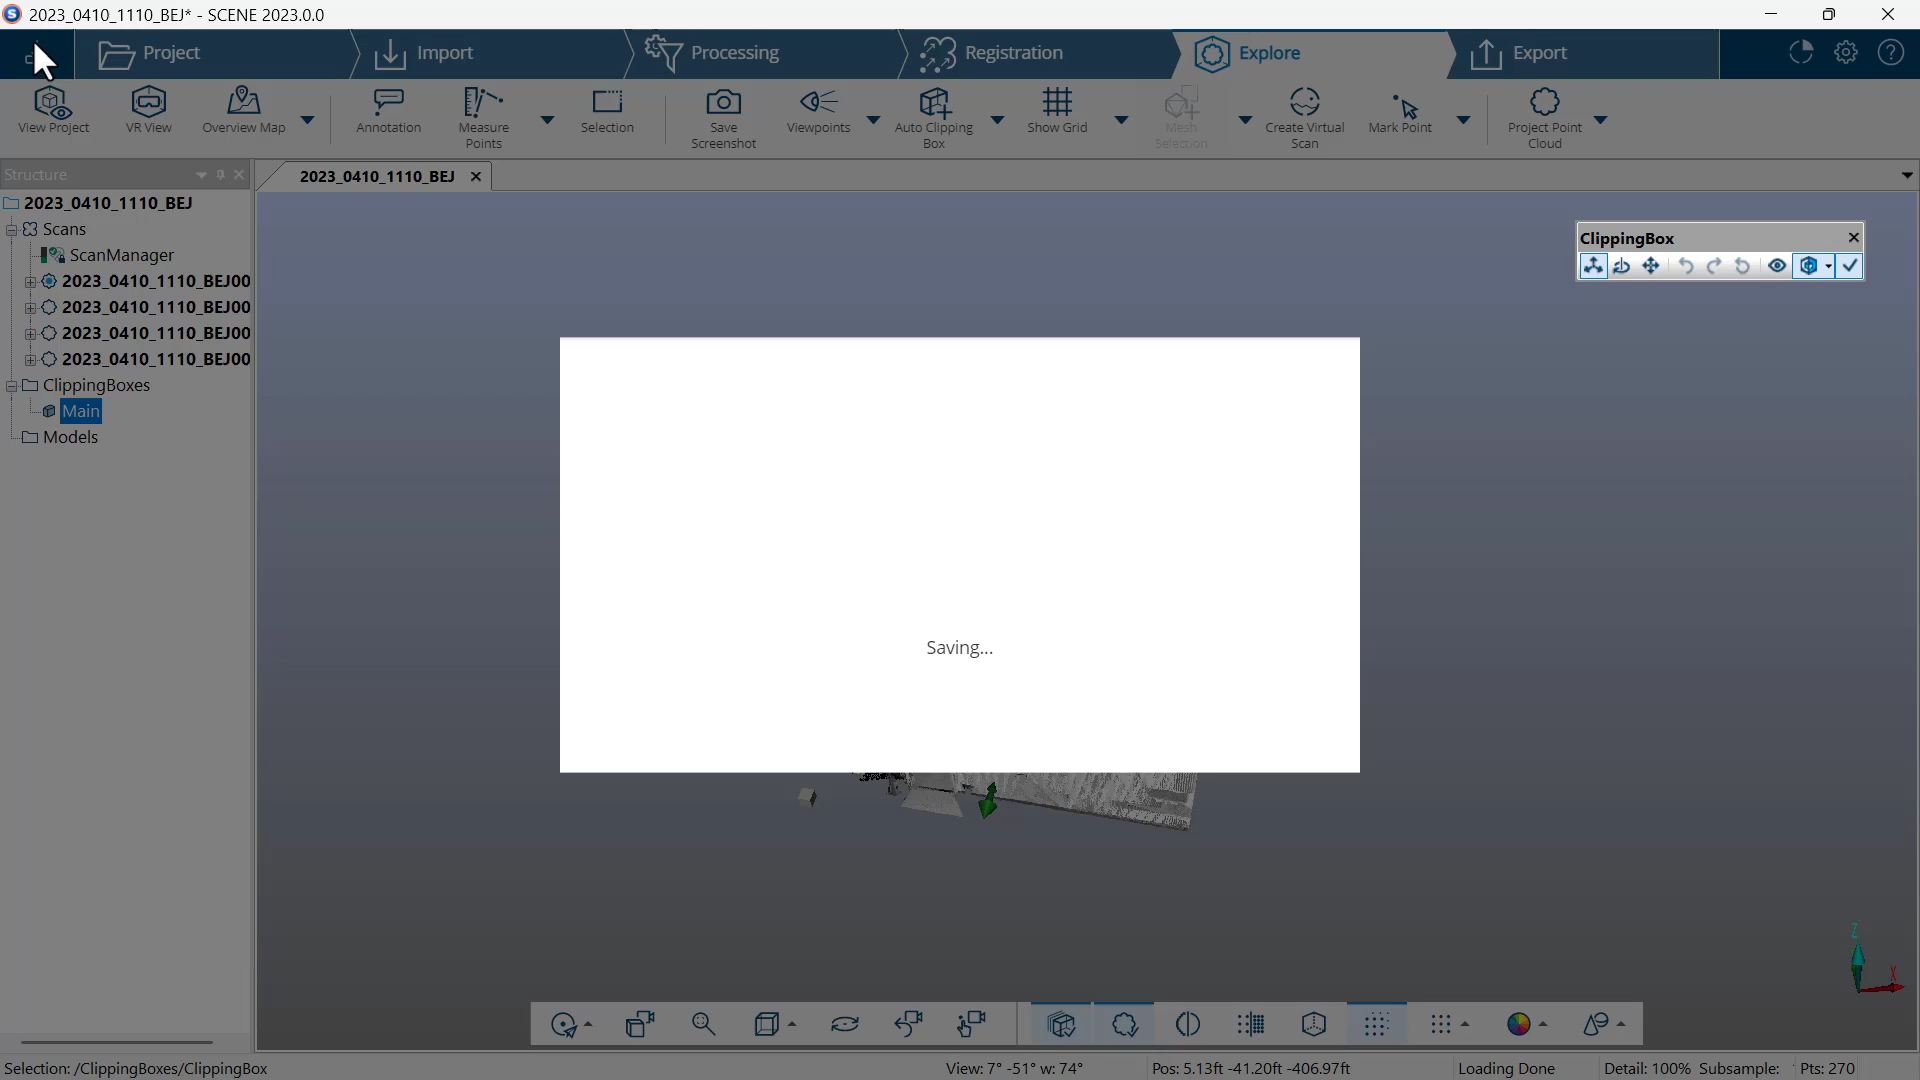 2023_0410_1110_BEJ* - SCENE 2023.0.0
Project
Import
Processing
Registration
Explore
Export
View Project
VR View
Overview Map
Annotation
Measure Points
Selection
Save Screenshot
Viewpoints
Auto Clipping Box
Show Grid
Mesh Selection
Create Virtual Scan
Mark Point
Project Point Cloud
Structure
2023_0410_1110_BEJ
2023_0410_1110_BEJ
Scans
ScanManager
2023_0410_1110_BEJ00
2023_0410_1110_BEJ00
2023_0410_1110_BEJ00
2023_0410_1110_BEJ00
ClippingBoxes
Main
Models
ClippingBox
Saving...
Z
X
Selection: /ClippingBoxes/ClippingBox
View: 7° -51° w: 74°
Pos: 5.13ft -41.20ft -406.97ft
Loading Done
Detail: 100% Subsample:
Pts: 270